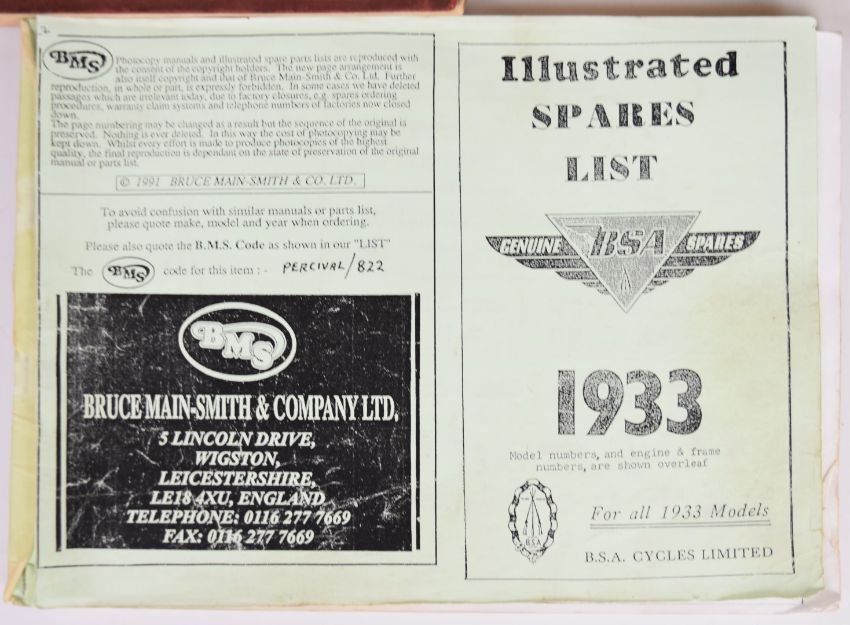 BMS
Photocopy manuals and illustrated spare parts lists are reproduced with
the consent of the copyright holders. The new page arrangement is
also itself copyright and that of Bruce Main-Smith & Co. Ltd. Further
reproduction, in whole or part, is expressly forbidden. In some cases we have deleted
passages which are irrelevant today, due to factory closures, e.g. spares ordering
procedures, warranty claim systems and telephone numbers of factories now closed
down.
The page numbering may be changed as a result but the sequence of the original is
preserved. Nothing is ever deleted. In this way the cost of photocopying may be
kept down. Whilst every effort is made to produce photocopies of the highest
quality, the final reproduction is dependant on the state of preservation of the original
manual or parts list.
© 1991 BRUCE MAIN-SMITH & CO. LTD.
To avoid confusion with similar manuals or parts list,
please quote make, model and year when ordering.
Please also quote the B.M.S. Code as shown in our "LIST"
The BMS code for this item : - PERCIVAL/822
BMS
BRUCE MAIN-SMITH & COMPANY LTD,
5 LINCOLN DRIVE,
WIGSTON,
LEICESTERSHIRE,
LE18 4XU, ENGLAND
TELEPHONE: 0116 277 7669
FAX: 0116 277 7669
Illustrated
SPARES
LIST
GENUINE BSA SPARES
1933
Model numbers, and engine & frame
numbers, are shown overleaf
B.S.A
For all 1933 Models
B.S.A. CYCLES LIMITED